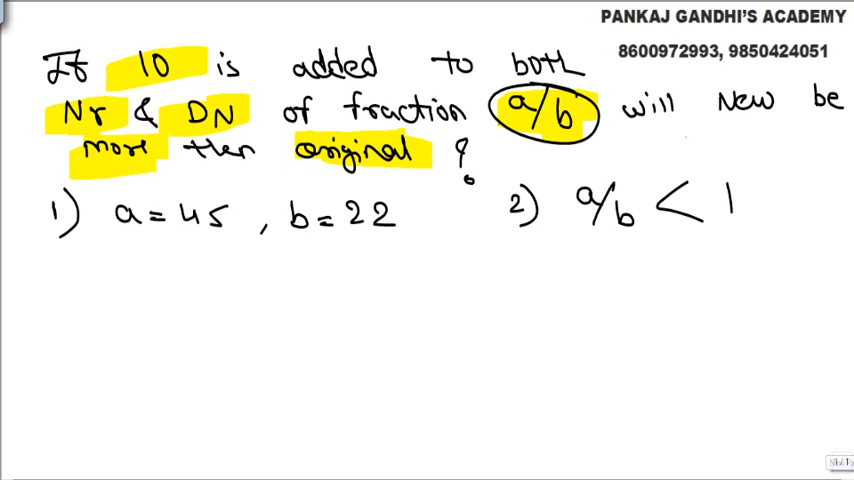 PANKAJ GANDHI'S ACADEMY
8600972993, 9850424051
If 10 is added to both
Nr & DN of fraction a/b will New be
more then original ?
1) a = 45 , b = 22 2) a/b < 1